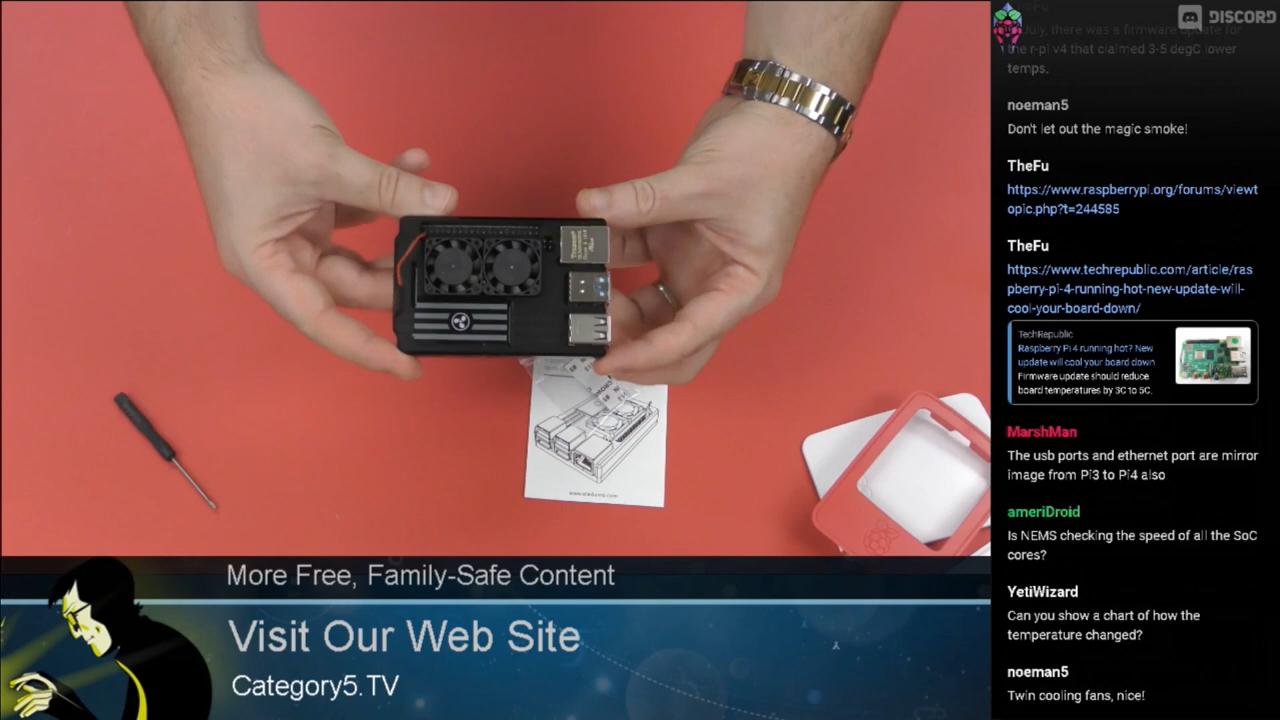 DISCORD
July, there was a firmware update for
the r-pi v4 that claimed 3-5 degC lower
temps.
noeman5
Don't let out the magic smoke!
TheFu
https://www.raspberrypi.org/forums/viewt
opic.php?t=244585
TheFu
https://www.techrepublic.com/article/ras
pberry-pi-4-running-hot-new-update-will-
cool-your-board-down/
TechRepublic
Raspberry Pi 4 running hot? New
update will cool your board down
Firmware update should reduce
board temperatures by 3C to 5C.
MarshMan
The usb ports and ethernet port are mirror
image from Pi3 to Pi4 also
ameriDroid
Is NEMS checking the speed of all the SoC
cores?
YetiWizard
Can you show a chart of how the
temperature changed?
noeman5
Twin cooling fans, nice!
More Free, Family-Safe Content
Visit Our Web Site
Category5.TV